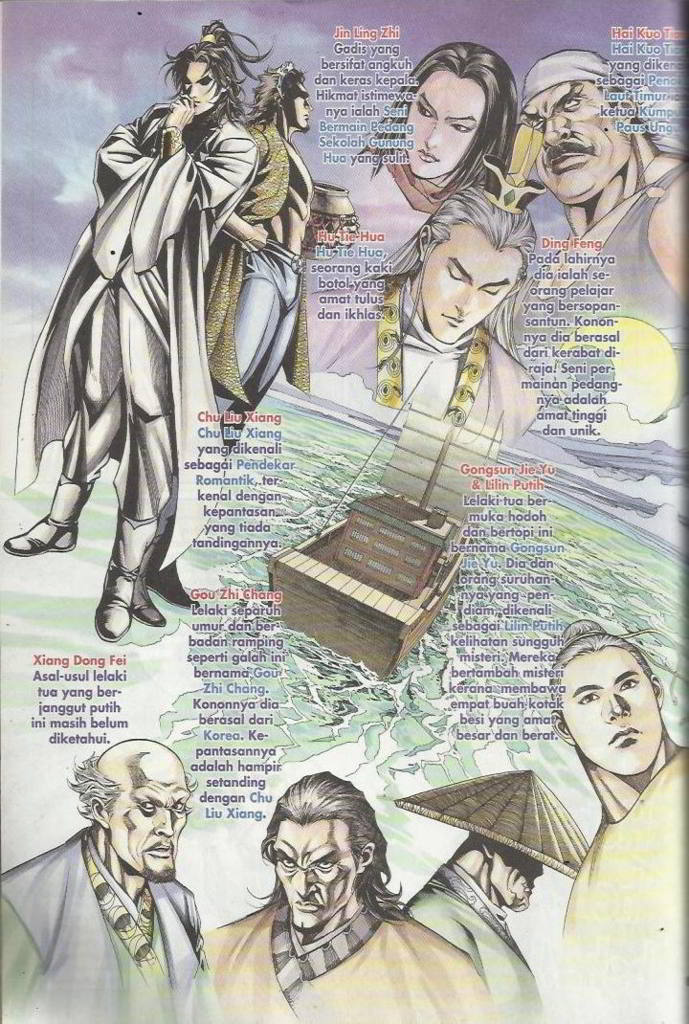 Jin Ling Zhi
Gadis yang
bersifat angkuh
dan keras kepala.
Hikmat istimewa-
nya ialah Seni
Bermain Pedang
Sekolah Gunung
Hua yang sulit.
Hai Kuo
Hai Kuo
yang
sebagai
Laut Timur
ketua
Paus
Hu Tie Hua
Hu Tie Hua,
seorang kaki
botol yang
amat tulus
dan ikhlas.
Ding Feng
Pada lahirnya
dia ialah se-
orang pelajar
yang bersopan-
santun. Konon-
nya dia berasal
dari kerabat di-
raja! Seni per-
mainan pedang-
nya adalah
amat tinggi
dan unik.
Chu Liu Xiang
Chu Liu Xiang
yang dikenali
sebagai Pendekar
Romantik, ter-
kenal dengan
kepantasan
yang tiada
tandingannya.
Gongsun Jie Yu
& Lilin Putih
Lelaki tua ber-
muka hodoh
dan bertopi ini
bernama Gongsun
Jie Yu. Dia dan
orang suruhan-
nya yang pen-
diam, dikenali
sebagai Lilin Putih
kelihatan sungguh
misteri. Mereka
bertambah misteri
kerana membawa
empat buah kotak
besi yang amat
besar dan berat.
Gou Zhi Chang
Lelaki separuh
umur dan ber-
badan ramping
seperti galah ini
bernama Gou
Zhi Chang.
Kononnya dia
berasal dari
Korea. Ke-
pantasannya
adalah hampir
setanding
dengan Chu
Liu Xiang.
Xiang Dong Fei
Asal-usul lelaki
tua yang ber-
janggut putih
ini masih belum
diketahui.